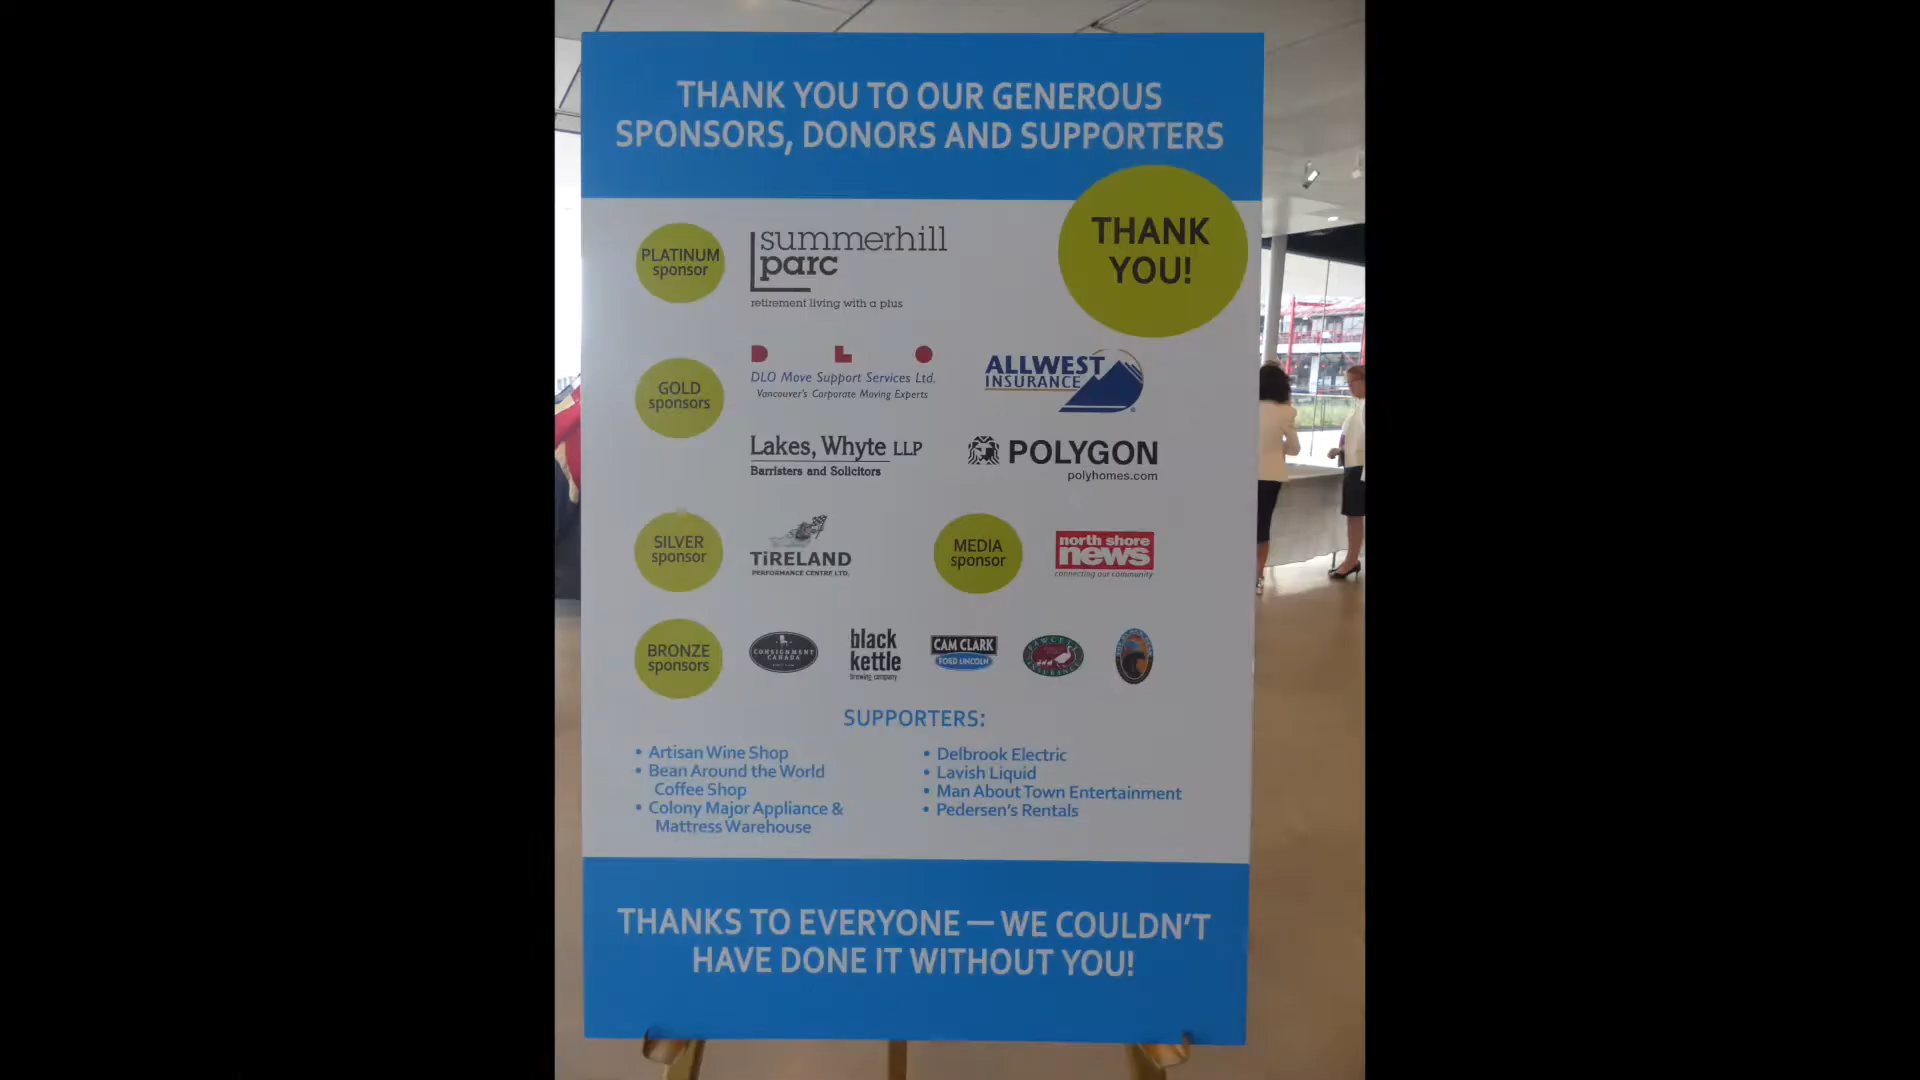 THANK YOU TO OUR GENEROUS
SPONSORS, DONORS AND SUPPORTERS
THANK
YOU!
PLATINUM
sponsor
summerhill
parc
retirement living with a plus
GOLD
sponsors
D L O
DLO Move Support Services Ltd.
Vancouver's Corporate Moving Experts
ALLWEST
INSURANCE
Lakes, Whyte LLP
Barristers and Solicitors
POLYGON
polyhomes.com
SILVER
sponsor
TiRELAND
PERFORMANCE CENTRE LTD.
MEDIA
sponsor
north shore
news
connecting our community
BRONZE
sponsors
CONSIGNMENT
CANADA
black
kettle
brewing company
CAM CLARK
FORD LINCOLN
FAWCETT
INSURANCE
SUPPORTERS:
• Artisan Wine Shop
• Bean Around the World
Coffee Shop
• Colony Major Appliance &
Mattress Warehouse
• Delbrook Electric
• Lavish Liquid
• Man About Town Entertainment
• Pedersen's Rentals
THANKS TO EVERYONE — WE COULDN'T
HAVE DONE IT WITHOUT YOU!